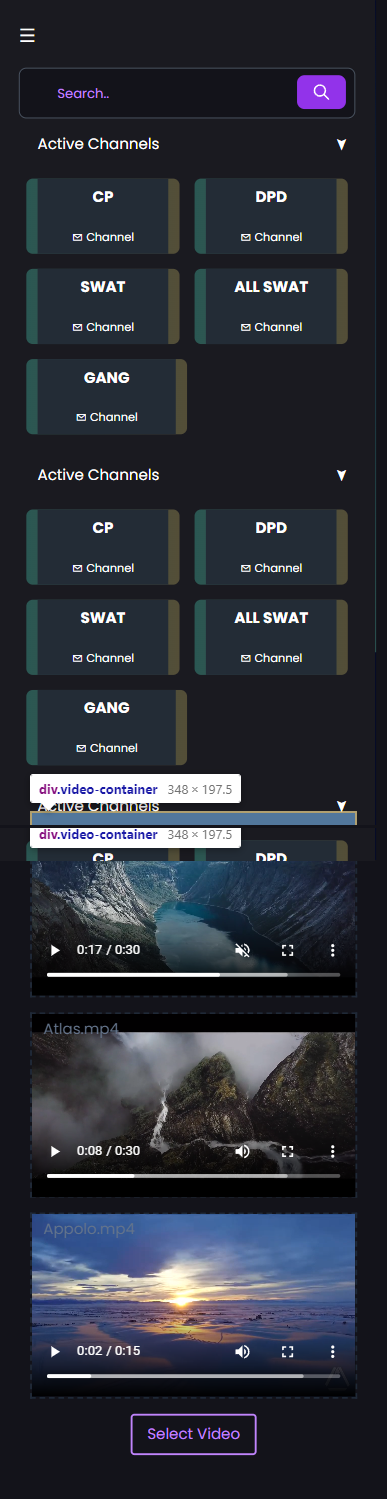 Search..
Active Channels
CP
DPD
Channel
Channel
SWAT
ALL SWAT
Channel
Channel
GANG
Channel
Active Channels
CP
DPD
Channel
Channel
SWAT
ALL SWAT
Channel
Channel
GANG
Channel
div.video-container 348 × 197.5
Active Channels
div.video-container 348 × 197.5
CP
DPD
0:17 / 0:30
Atlas.mp4
0:08 / 0:30
Appolo.mp4
0:02 / 0:15
Select Video